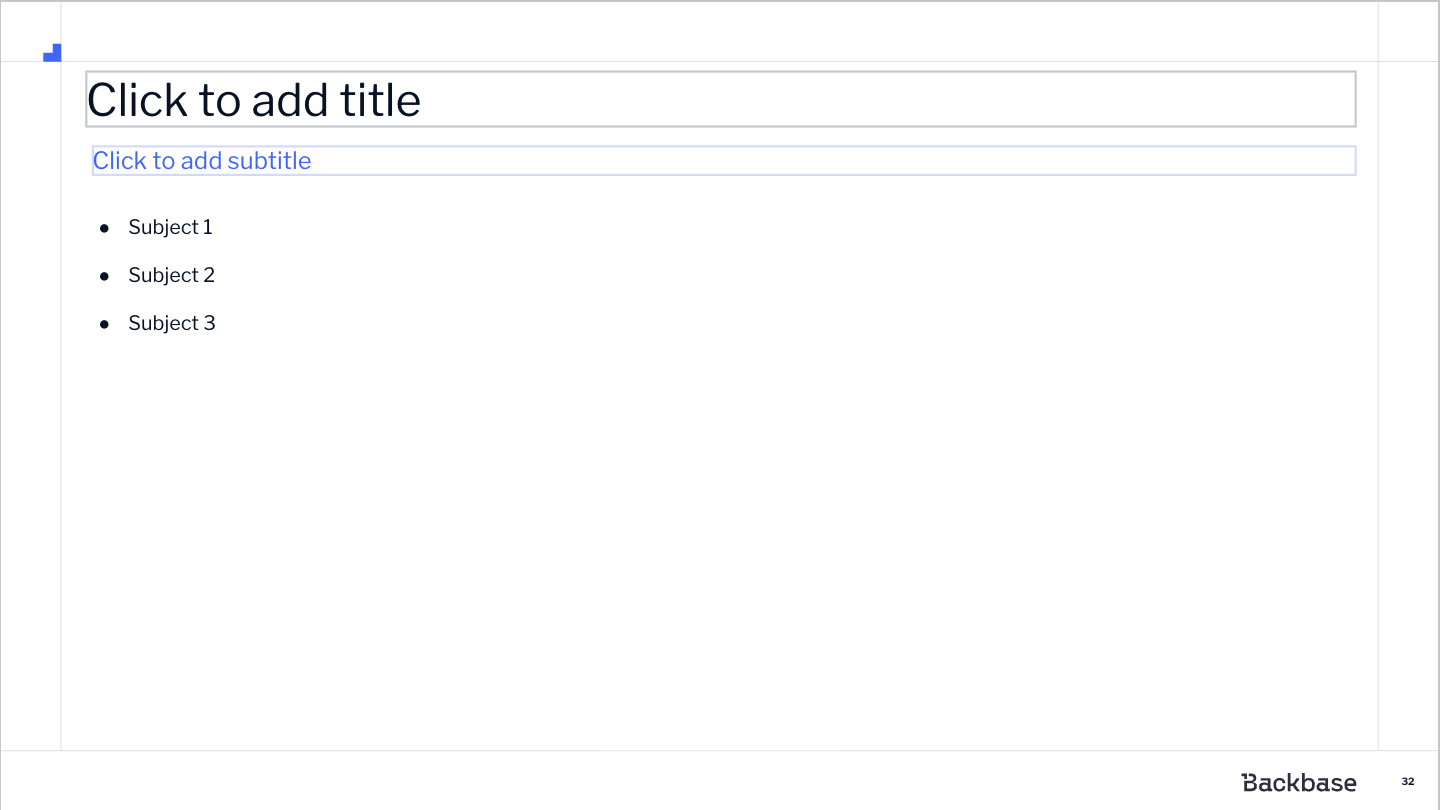 Click to add title
Click to add subtitle
● Subject 1
● Subject 2
● Subject 3
Backbase
32